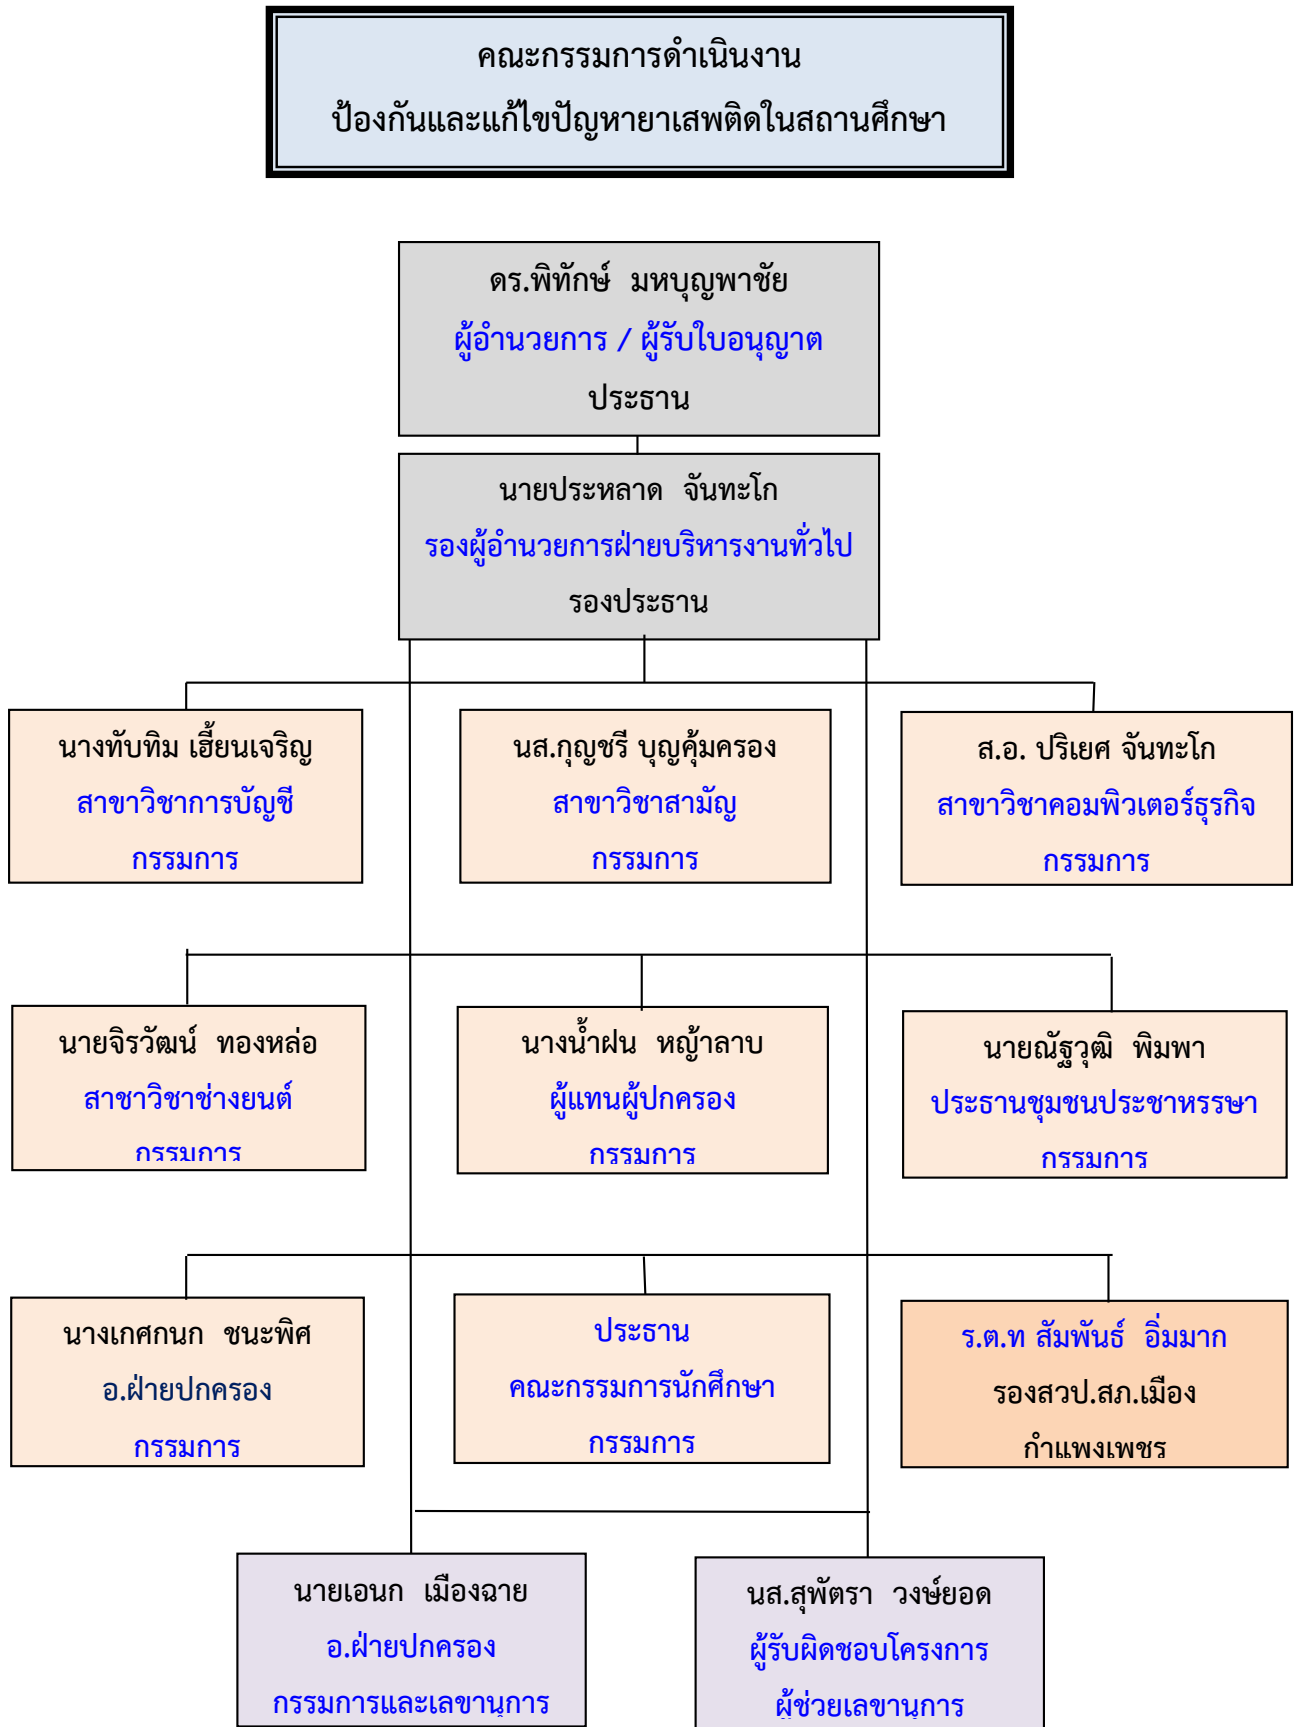 คณะกรรมการดำเนินงาน
ป้องกันและแก้ไขปัญหายาเสพติดในสถานศึกษา
ดร.พิทักษ์ มหบุญพาชัย
ผู้อำนวยการ / ผู้รับใบอนุญาต
ประธาน
นายประหลาด จันทะโก
รองผู้อำนวยการฝ่ายบริหารงานทั่วไป
รองประธาน
นางทับทิม เฮี้ยนเจริญ
สาขาวิชาการบัญชี
กรรมการ
นส.กุญชรี บุญคุ้มครอง
สาขาวิชาสามัญ
กรรมการ
ส.อ. ปริเยศ จันทะโก
สาขาวิชาคอมพิวเตอร์ธุรกิจ
กรรมการ
นายจิรวัฒน์ ทองหล่อ
สาชาวิชาช่างยนต์
กรรมการ
นางน้ำฝน หญ้าลาบ
ผู้แทนผู้ปกครอง
กรรมการ
นายณัฐวุฒิ พิมพา
ประธานชุมชนประชาหรรษา
กรรมการ
นางเกศกนก ชนะพิศ
อ.ฝ่ายปกครอง
กรรมการ
ประธาน
คณะกรรมการนักศึกษา
กรรมการ
ร.ต.ท สัมพันธ์ อิ่มมาก
รองสวป.สภ.เมือง
กำแพงเพชร
นายเอนก เมืองฉาย
อ.ฝ่ายปกครอง
กรรมการและเลขานุการ
นส.สุพัตรา วงษ์ยอด
ผู้รับผิดชอบโครงการ
ผู้ช่วยเลขานุการ